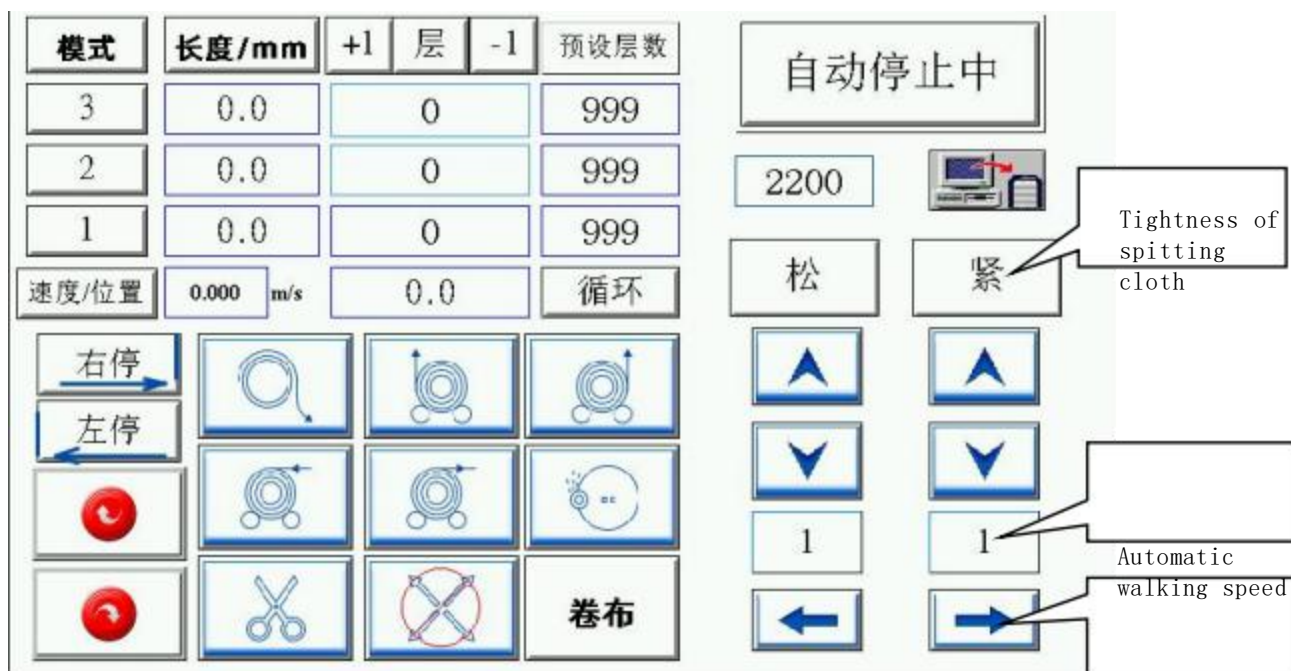 模式 长度/mm +1 层 -1 预设层数
自动停止中
3 0.0 0 999
2 0.0 0 999
2200
1 0.0 0 999
Tightness of
spitting
cloth
松 紧
速度/位置 0.000 m/s 0.0 循环
右停
左停
1 1
Automatic
walking speed
卷布